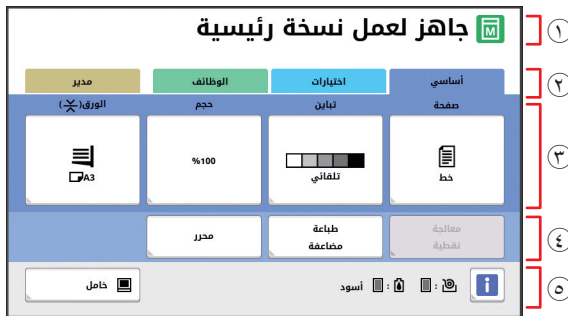 جاهز لعمل نسخة رئيسية
M
١
أساسي
اختيارات
الوظائف
مدير
٢
صفحة
تباين
حجم
الورق(✂)
خط
تلقائي
%100
A3
٣
معالجة نقطية
طباعة مضاعفة
محرر
٤
i
: :
أسود
خامل
٥